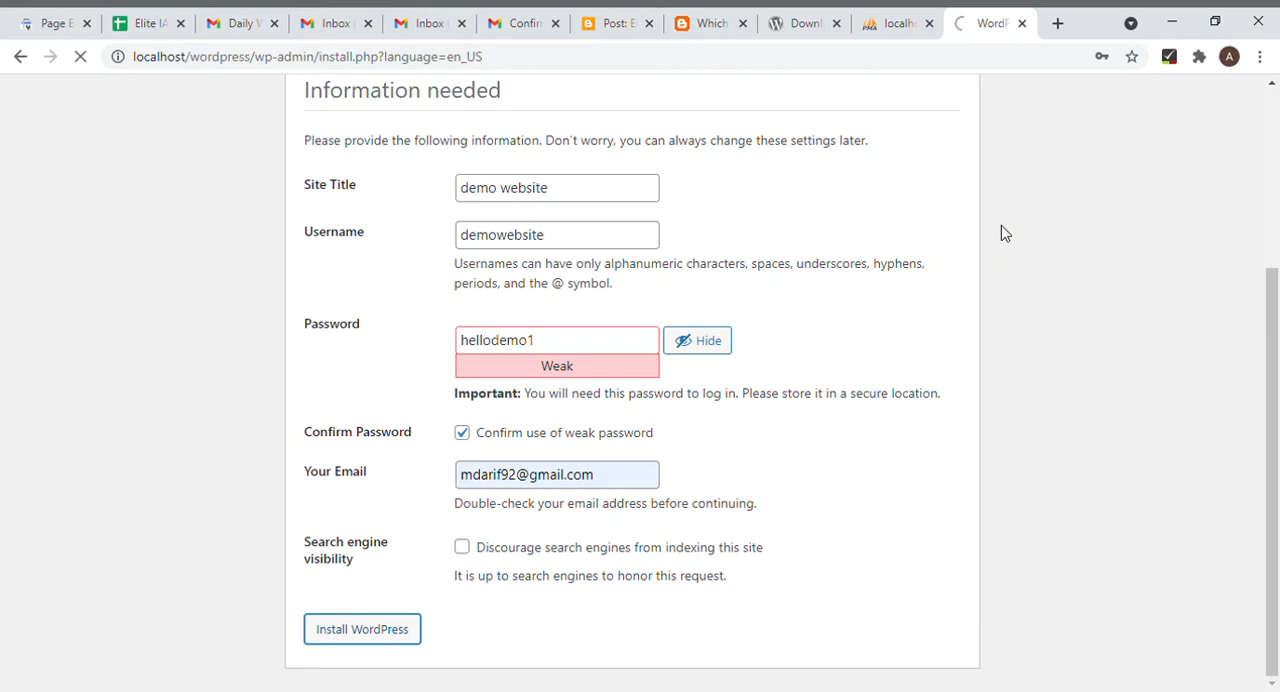 Page E
Elite IA
Daily W
Inbox (
Inbox (
Confirm
Post: E
Which
Downl
localho
WordP
localhost/wordpress/wp-admin/install.php?language=en_US
A
Information needed
Please provide the following information. Don't worry, you can always change these settings later.
Site Title
demo website
Username
demowebsite
Usernames can have only alphanumeric characters, spaces, underscores, hyphens,
periods, and the @ symbol.
Password
hellodemo1
Hide
Weak
Important: You will need this password to log in. Please store it in a secure location.
Confirm Password
Confirm use of weak password
Your Email
mdarif92@gmail.com
Double-check your email address before continuing.
Search engine
visibility
Discourage search engines from indexing this site
It is up to search engines to honor this request.
Install WordPress